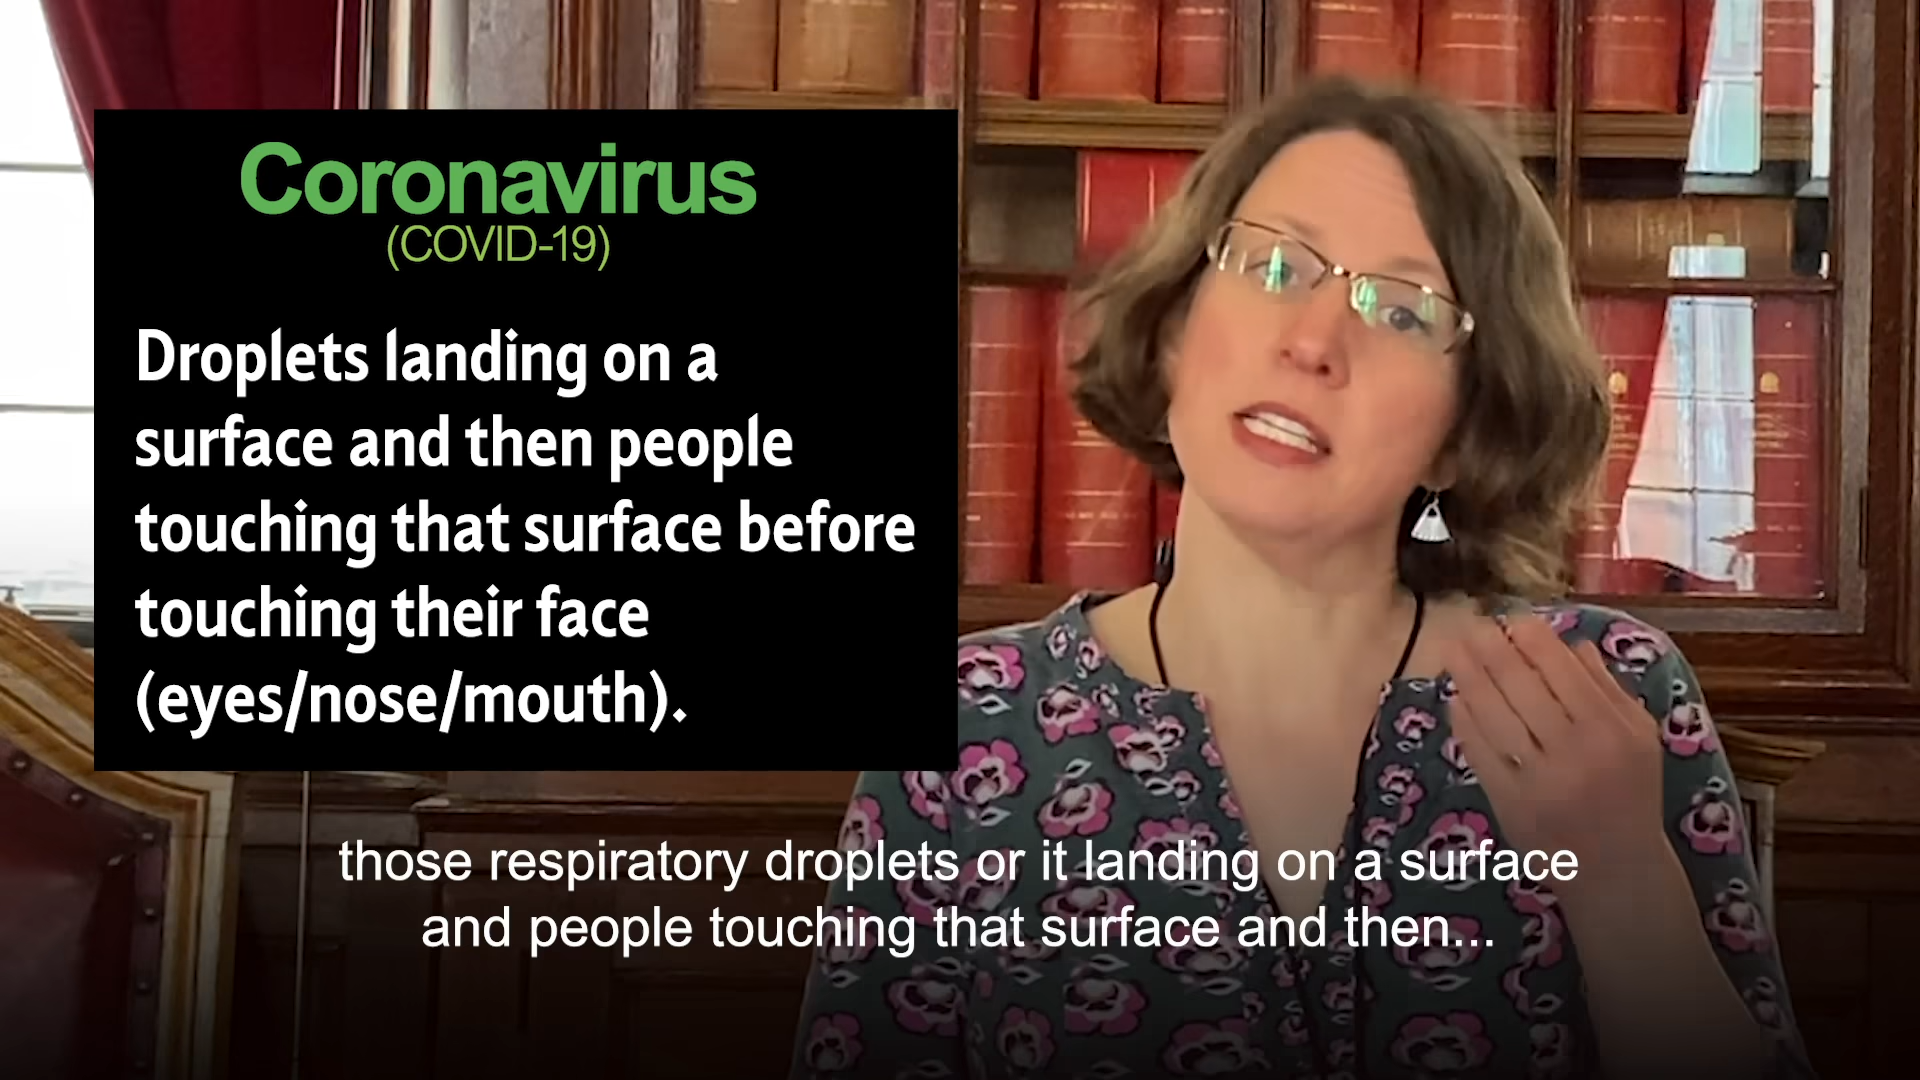 Coronavirus
(COVID-19)
Droplets landing on a
surface and then people
touching that surface before
touching their face
(eyes/nose/mouth).
those respiratory droplets or it landing on a surface
and people touching that surface and then...